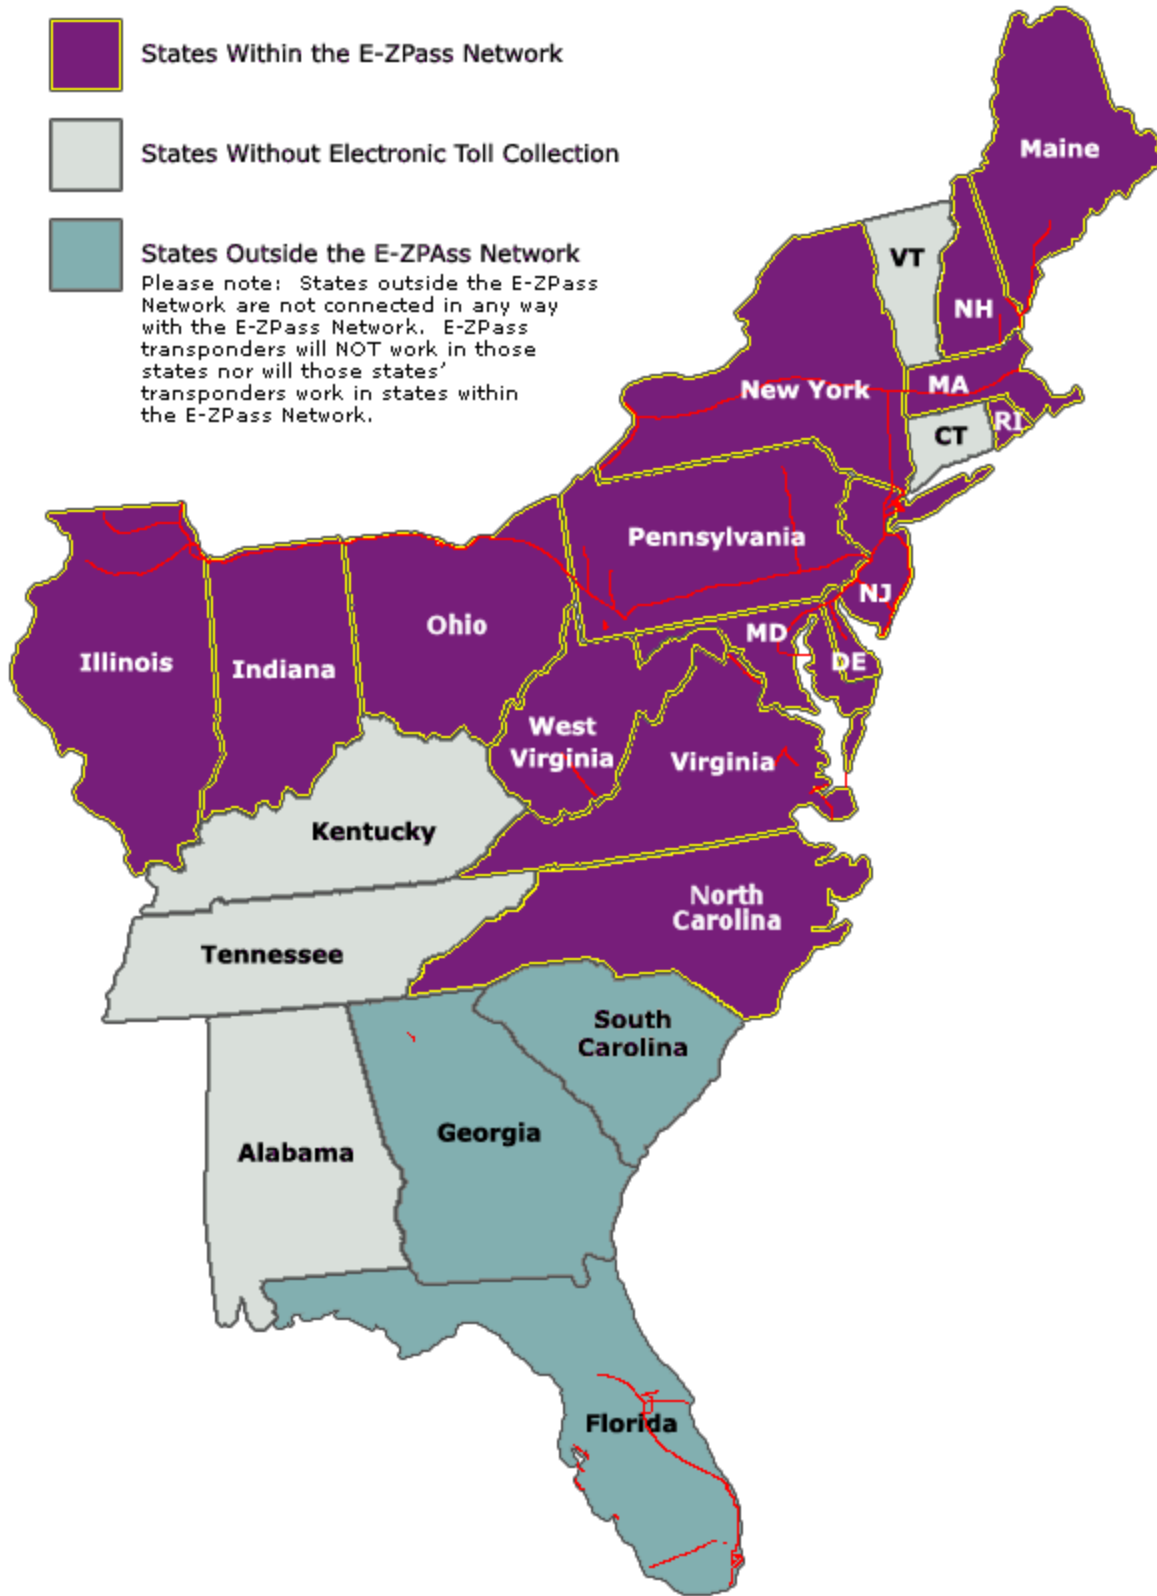 States Within the E-ZPass Network
States Without Electronic Toll Collection
States Outside the E-ZPAss Network
Please note:  States outside the E-ZPass
Network are not connected in any way
with the E-ZPass Network.  E-ZPass
transponders will NOT work in those
states nor will those states’
transponders work in states within
the E-ZPass Network.
Maine
VT
NH
New York
MA
CT
RI
Pennsylvania
NJ
Ohio
MD
Illinois
Indiana
DE
West
Virginia
Virginia
Kentucky
North
Carolina
Tennessee
South
Carolina
Georgia
Alabama
Florida